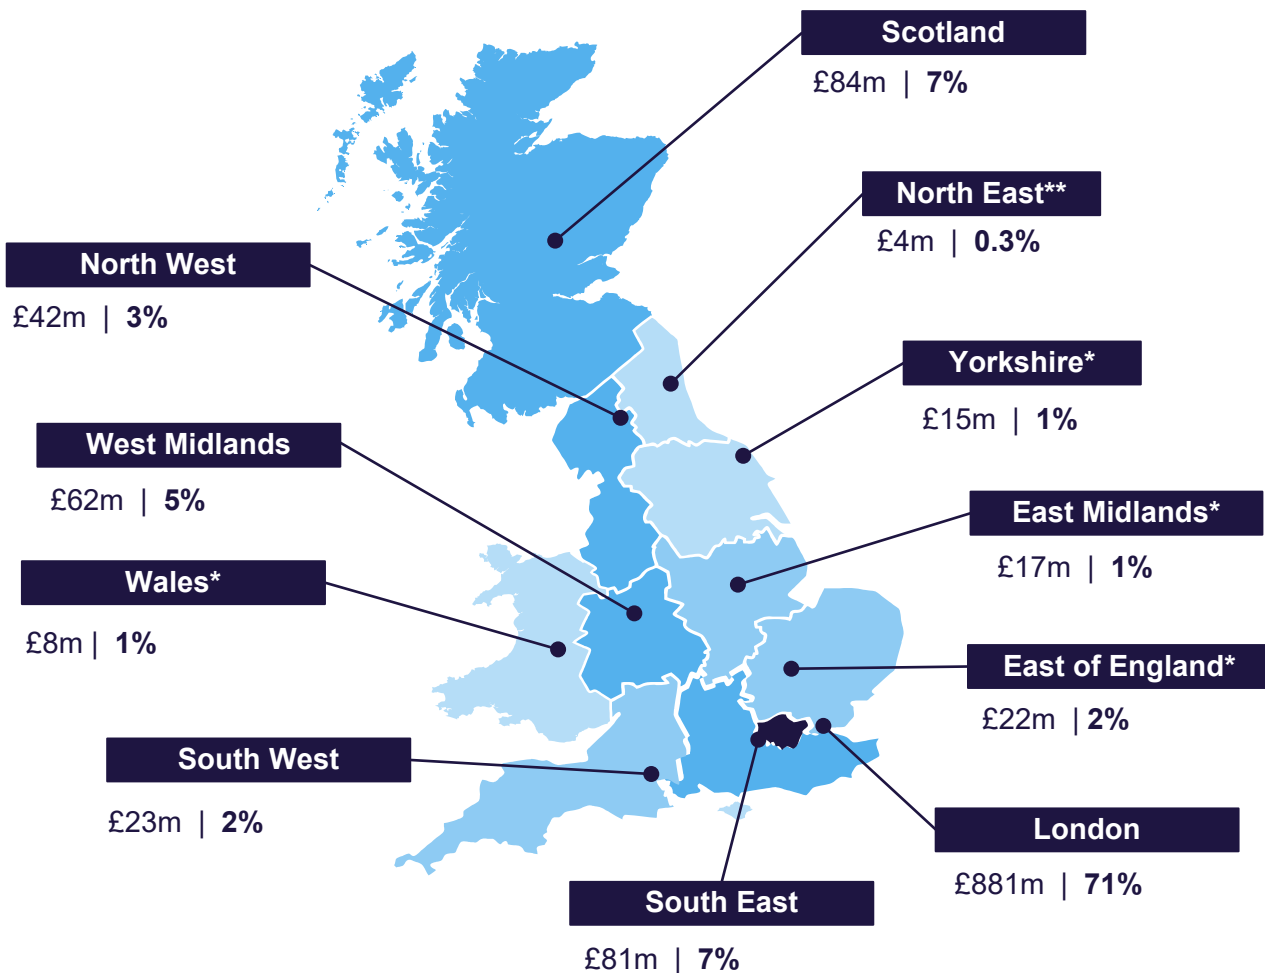 Scotland
£84m | 7%
North East**
£4m | 0.3%
North West
£42m | 3%
Yorkshire*
£15m | 1%
West Midlands
£62m | 5%
East Midlands*
£17m | 1%
Wales*
£8m | 1%
East of England*
£22m | 2%
South West
£23m | 2%
London
£881m | 71%
South East
£81m | 7%